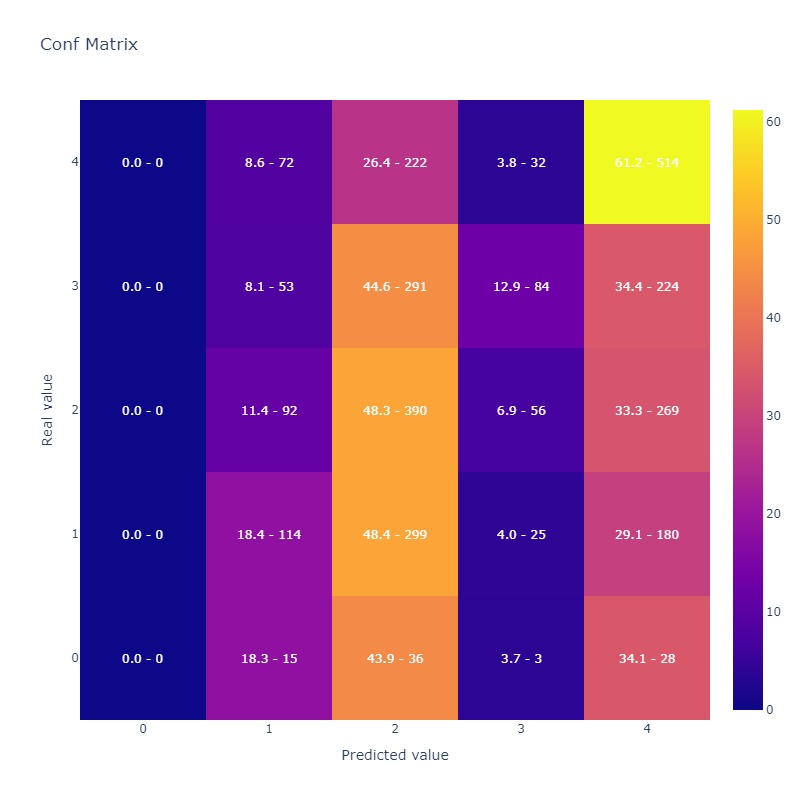 Conf Matrix
4 0.0 - 0 8.6 - 72 26.4 - 222 3.8 - 32 61.2 - 514
3 0.0 - 0 8.1 - 53 44.6 - 291 12.9 - 84 34.4 - 224
2 0.0 - 0 11.4 - 92 48.3 - 390 6.9 - 56 33.3 - 269
1 0.0 - 0 18.4 - 114 48.4 - 299 4.0 - 25 29.1 - 180
0 0.0 - 0 18.3 - 15 43.9 - 36 3.7 - 3 34.1 - 28
0 1 2 3 4
Predicted value
Real value
60
50
40
30
20
10
0